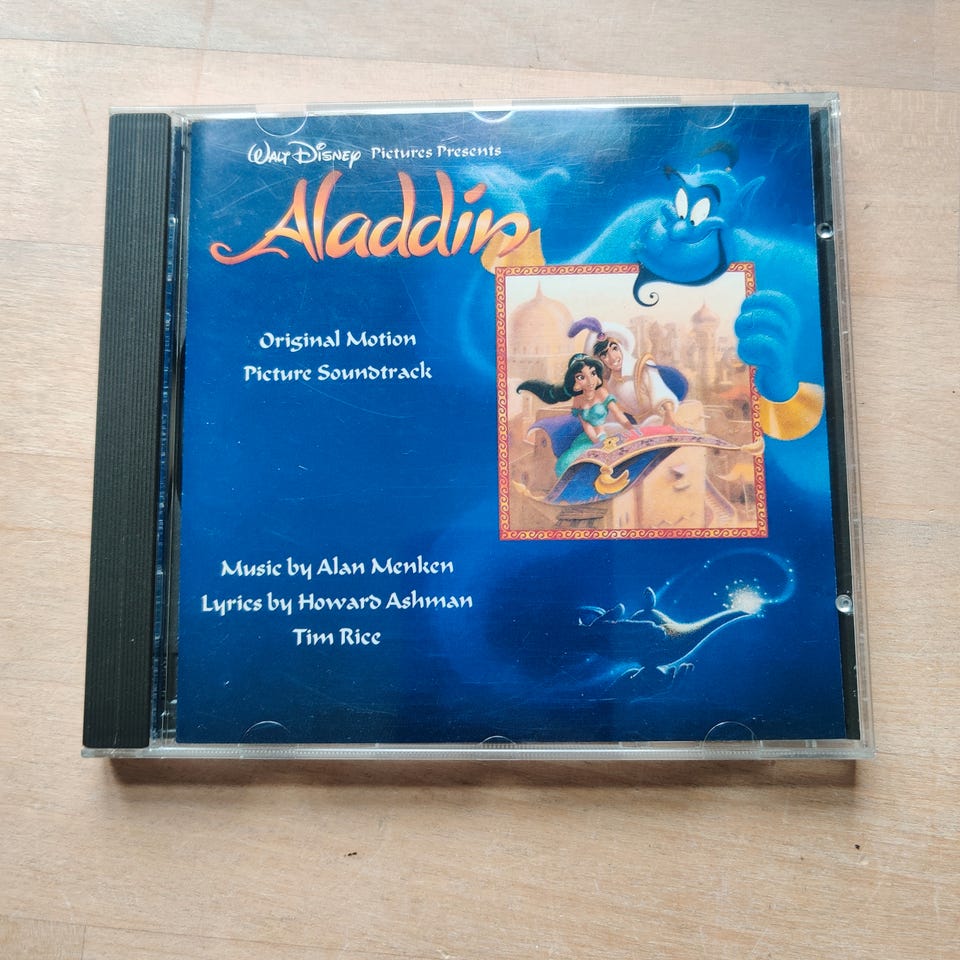 Walt Disney Pictures Presents
Aladdin
Original Motion
Picture Soundtrack
Music by Alan Menken
Lyrics by Howard Ashman
Tim Rice